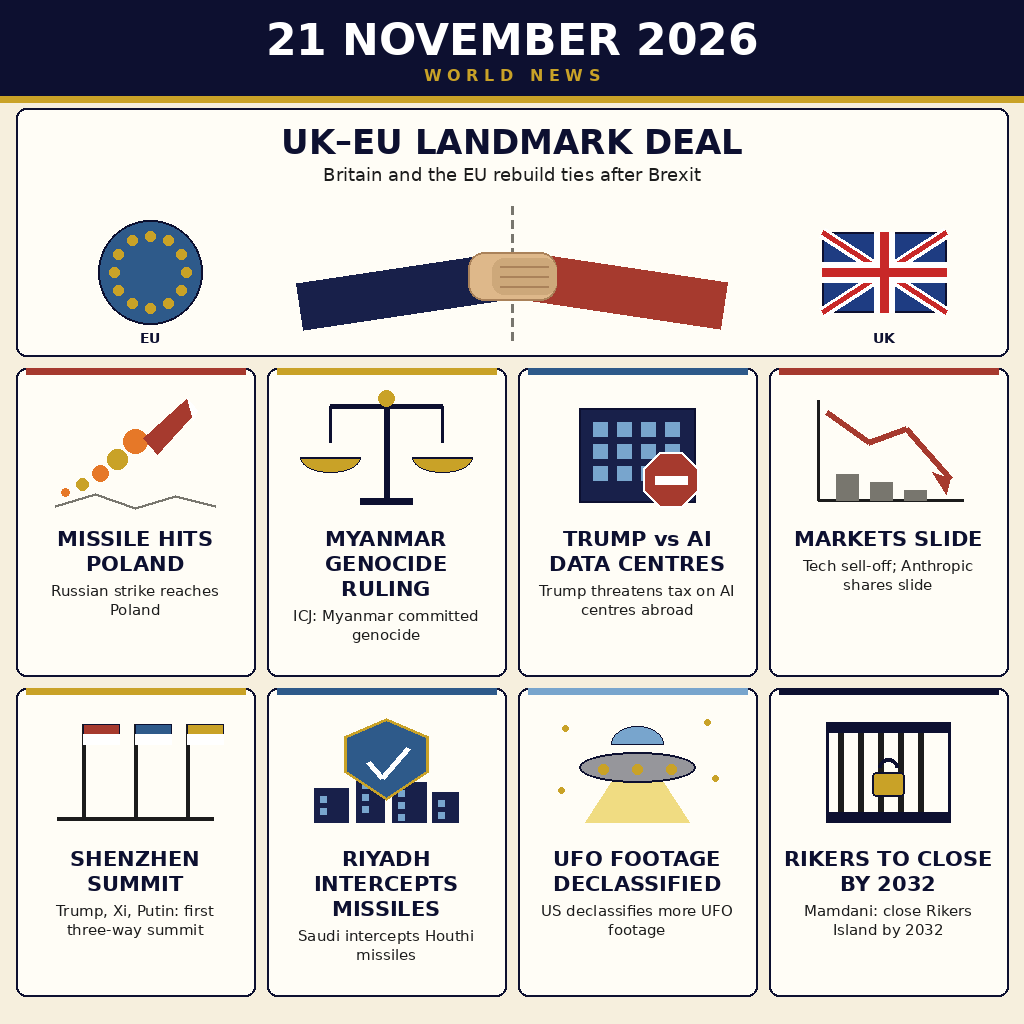 21 NOVEMBER 2026
WORLD NEWS
UK–EU LANDMARK DEAL
Britain and the EU rebuild ties after Brexit
EU
UK
MISSILE HITS
POLAND
Russian strike reaches
Poland
MYANMAR
GENOCIDE
RULING
ICJ: Myanmar committed
genocide
TRUMP vs AI
DATA CENTRES
Trump threatens tax on AI
centres abroad
MARKETS SLIDE
Tech sell-off; Anthropic
shares slide
SHENZHEN
SUMMIT
Trump, Xi, Putin: first
three-way summit
RIYADH
INTERCEPTS
MISSILES
Saudi intercepts Houthi
missiles
UFO FOOTAGE
DECLASSIFIED
US declassifies more UFO
footage
RIKERS TO CLOSE
BY 2032
Mamdani: close Rikers
Island by 2032